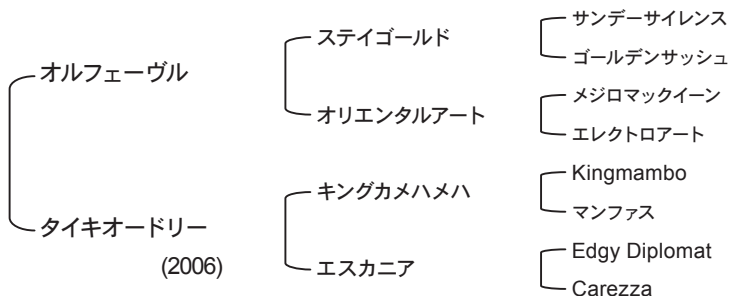 オルフェーヴル
ステイゴールド
サンデーサイレンス
ゴールデンサッシュ
オリエンタルアート
メジロマックイーン
エレクトロアート
タイキオードリー
(2006)
キングカメハメハ
Kingmambo
マンファス
エスカニア
Edgy Diplomat
Carezza